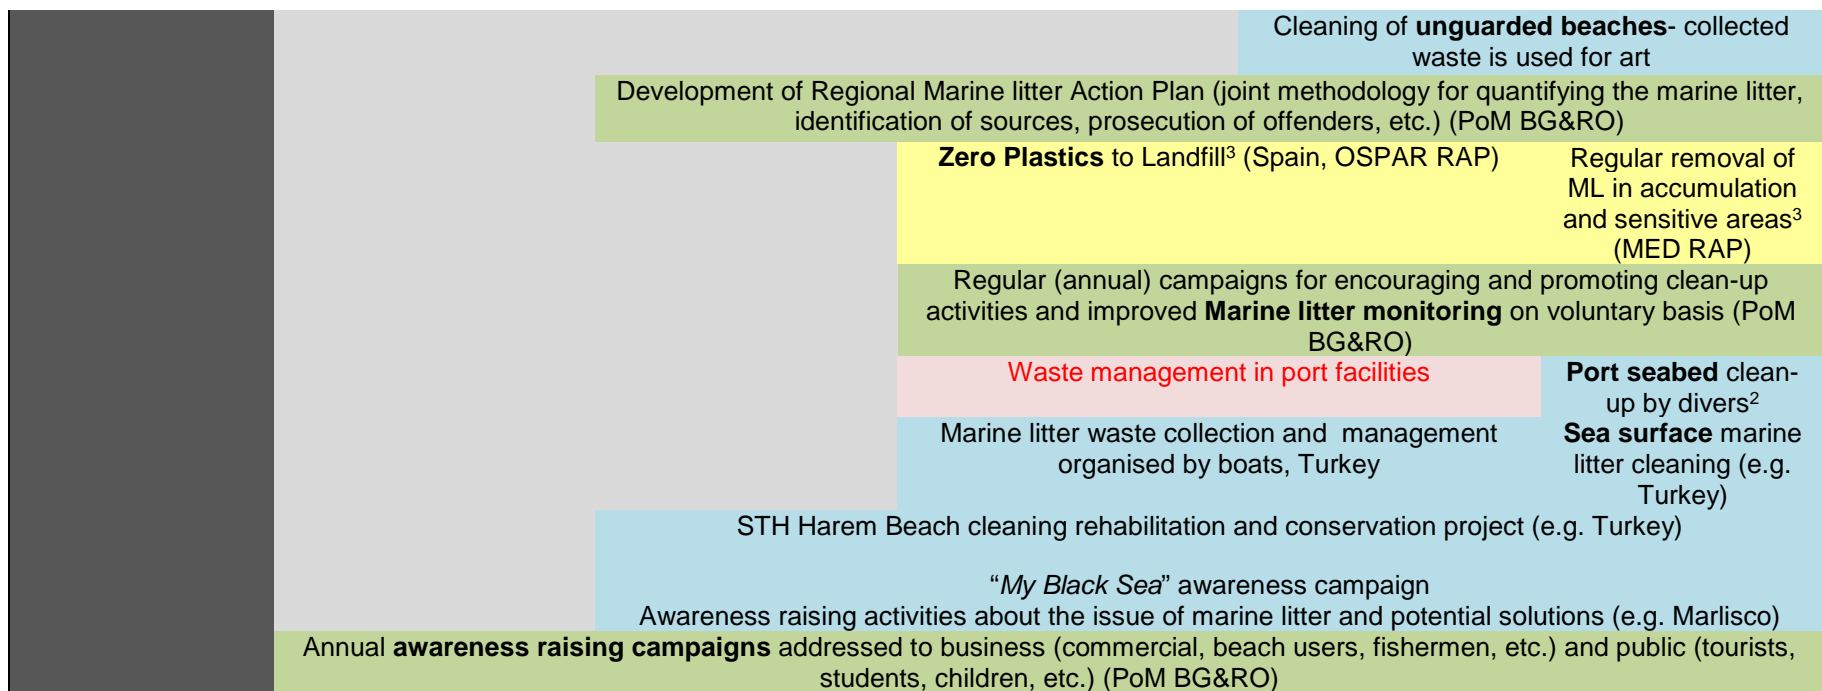 Cleaning of unguarded beaches- collected
waste is used for art
Development of Regional Marine litter Action Plan (joint methodology for quantifying the marine litter,
identification of sources, prosecution of offenders, etc.) (PoM BG&RO)
Zero Plastics to Landfill³ (Spain, OSPAR RAP)
Regular removal of
ML in accumulation
and sensitive areas³
(MED RAP)
Regular (annual) campaigns for encouraging and promoting clean-up
activities and improved Marine litter monitoring on voluntary basis (PoM
BG&RO)
Waste management in port facilities
Port seabed clean-
up by divers²
Marine litter waste collection and management
organised by boats, Turkey
Sea surface marine
litter cleaning (e.g.
Turkey)
STH Harem Beach cleaning rehabilitation and conservation project (e.g. Turkey)
“My Black Sea” awareness campaign
Awareness raising activities about the issue of marine litter and potential solutions (e.g. Marlisco)
Annual awareness raising campaigns addressed to business (commercial, beach users, fishermen, etc.) and public (tourists,
students, children, etc.) (PoM BG&RO)